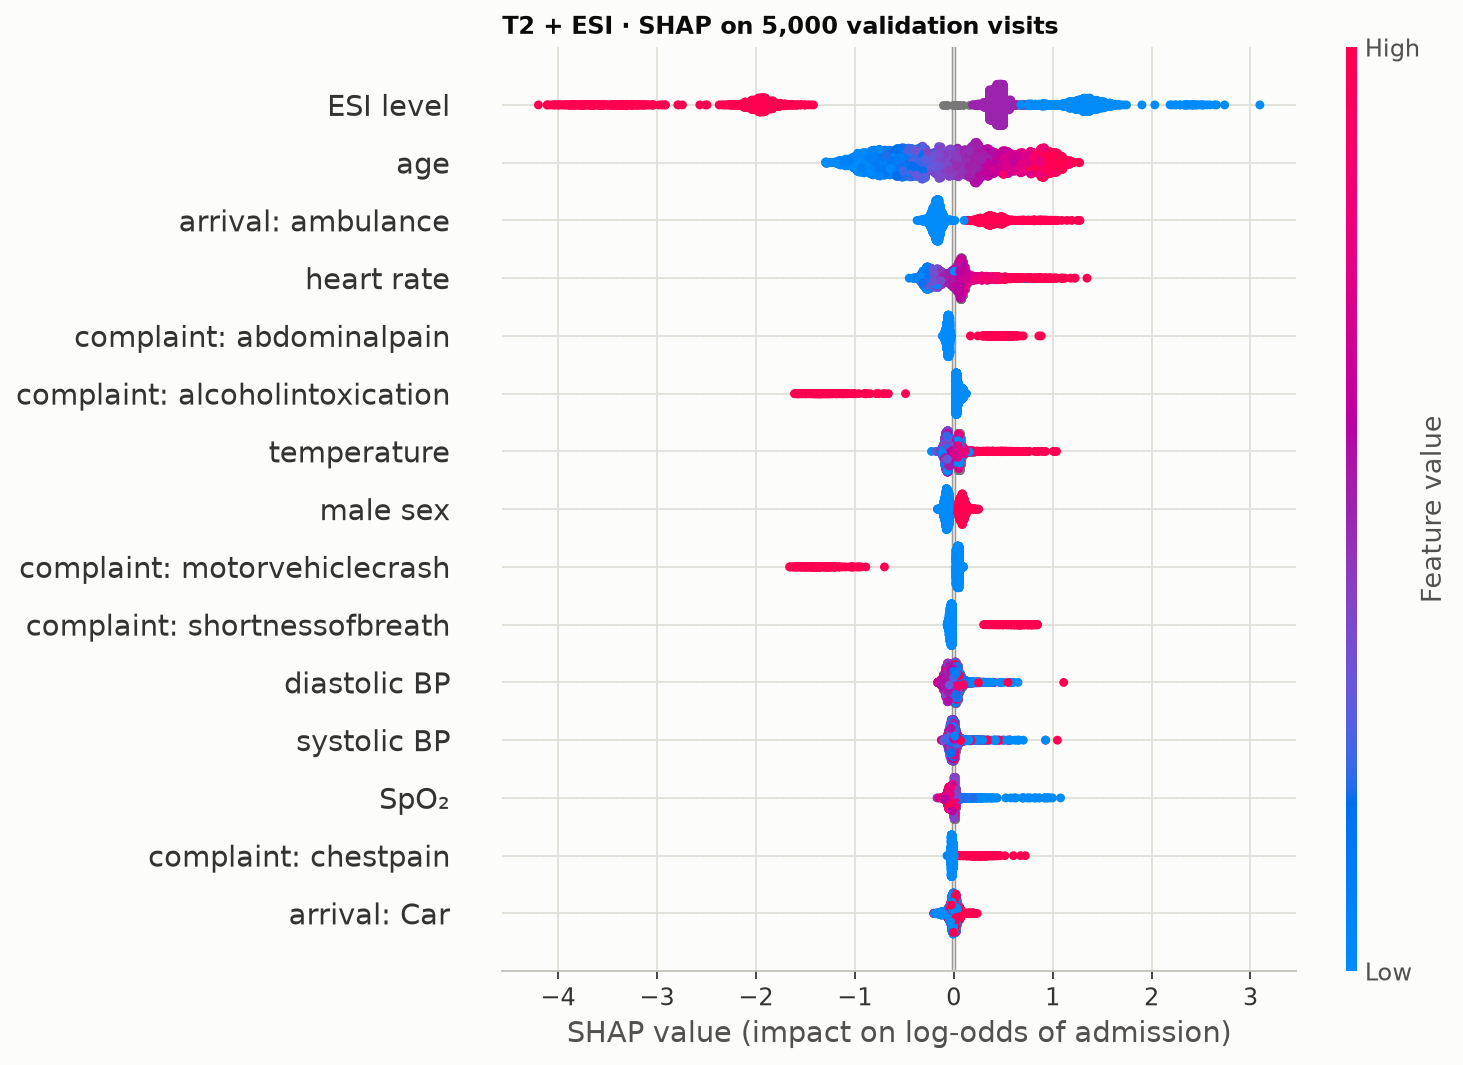 T2 + ESI · SHAP on 5,000 validation visits
High
ESI level
age
arrival: ambulance
heart rate
complaint: abdominalpain
complaint: alcoholintoxication
temperature
male sex
complaint: motorvehiclecrash
complaint: shortnessofbreath
diastolic BP
systolic BP
SpO₂
complaint: chestpain
arrival: Car
Feature value
Low
−4 −3 −2 −1 0 1 2 3
SHAP value (impact on log-odds of admission)